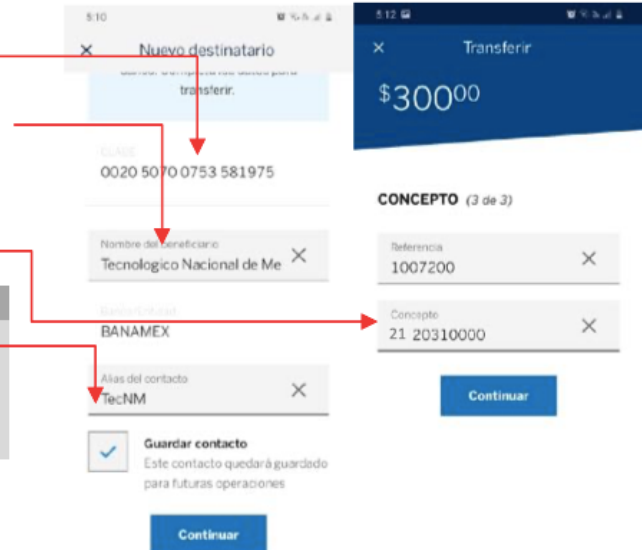 5:10
Nuevo destinatario
transferir.
CLABE
0020 5070 0753 581975
Nombre del beneficiario
Tecnologico Nacional de Me
BANAMEX
Alias del contacto
TecNM
Guardar contacto
Este contacto quedará guardado
para futuras operaciones
Continuar
5:12
Transferir
$30000
CONCEPTO (3 de 3)
Referencia
1007200
Concepto
21 20310000
Continuar